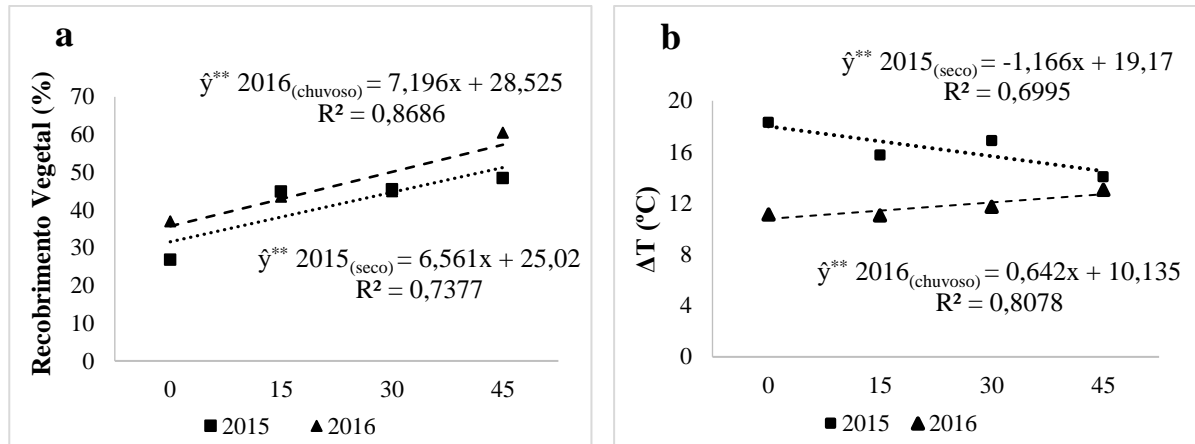 a
ŷ** 2016(chuvoso) = 7,196x + 28,525
R² = 0,8686
Recobrimento Vegetal (%)
70
60
50
40
30
20
10
0
ŷ** 2015(seco) = 6,561x + 25,02
R² = 0,7377
0 15 30 45
2015 2016
b
ŷ** 2015(seco) = -1,166x + 19,17
R² = 0,6995
ΔT (ºC)
20
16
12
8
4
0
ŷ** 2016(chuvoso) = 0,642x + 10,135
R² = 0,8078
0 15 30 45
2015 2016